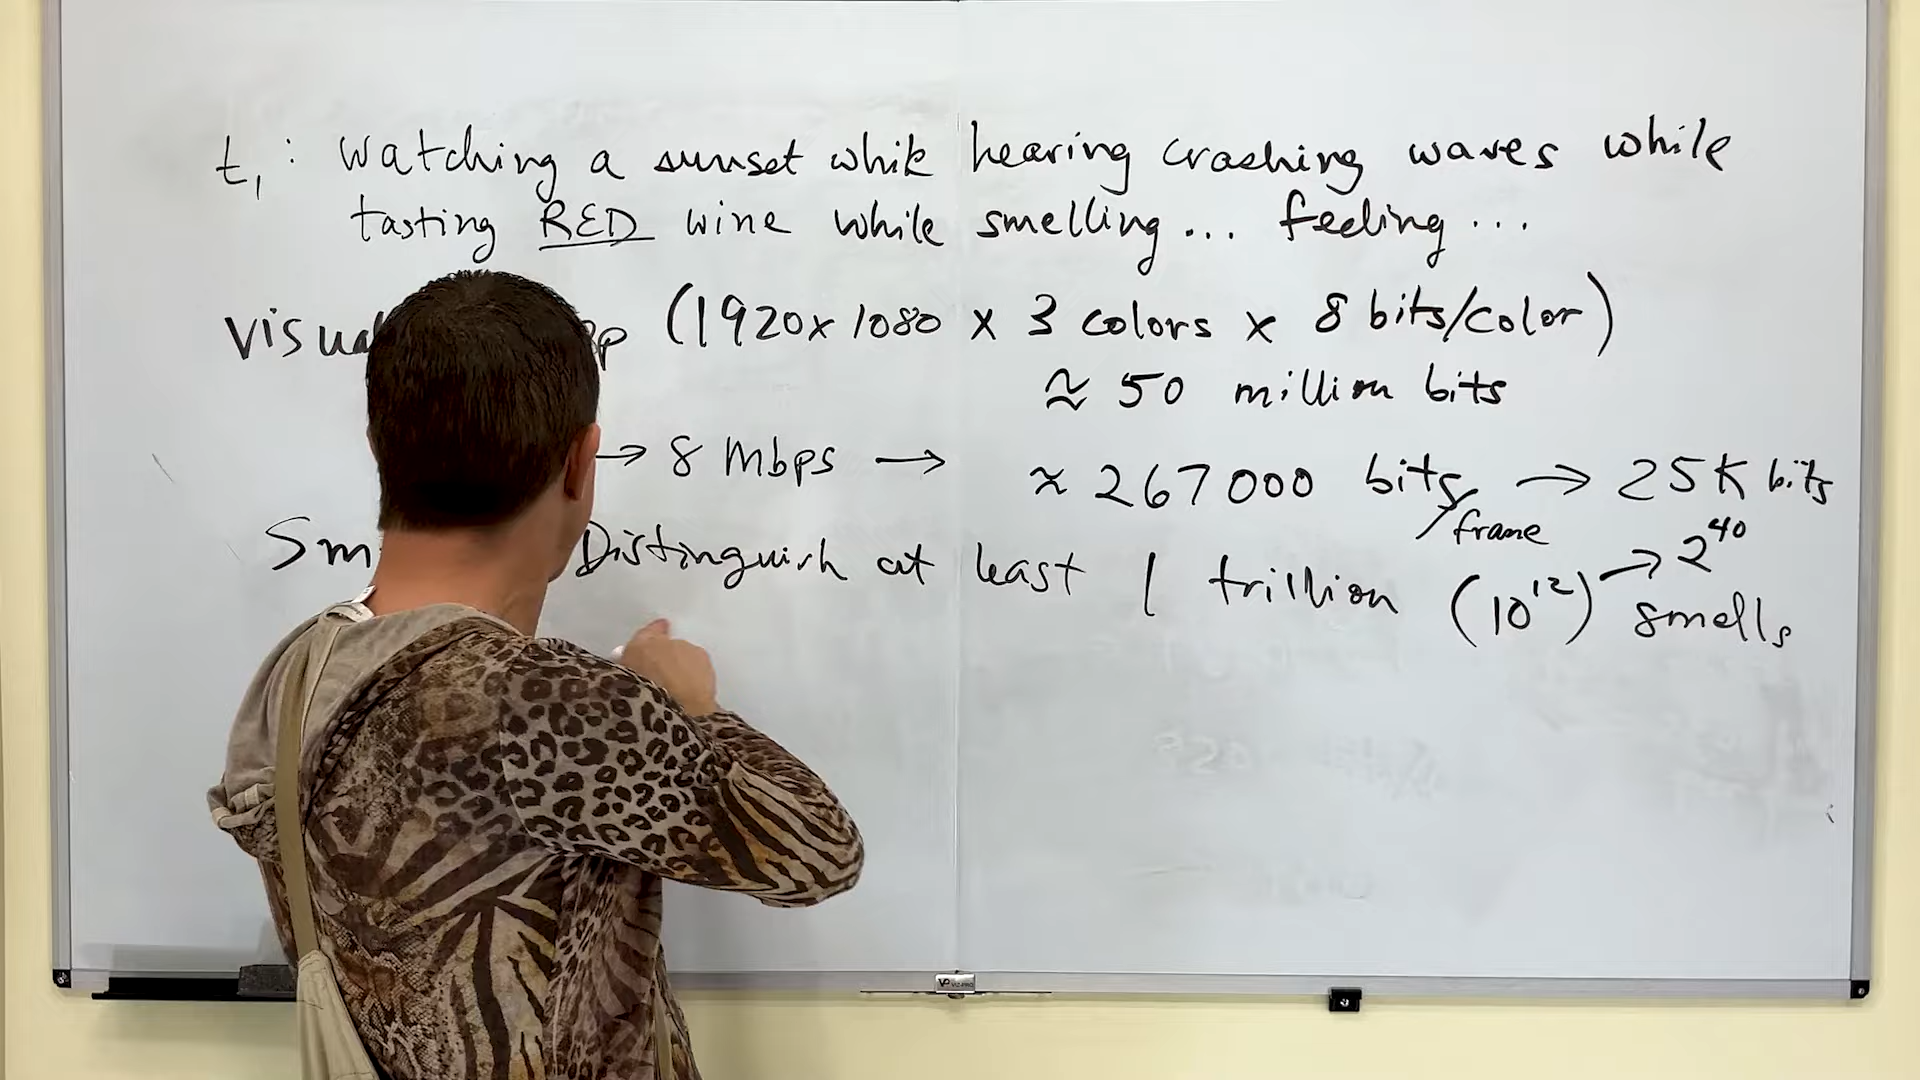 t₁ : watching a sunset while hearing crashing waves while
tasting RED wine while smelling... feeling ...
(1920x1080 x 3 colors x 8 bits/color)
≈ 50 million bits
→ 8 Mbps → ≈ 267000 bits/frame → 25K bits
Distinguish at least 1 trillion (10¹²) → 2⁴⁰
smells